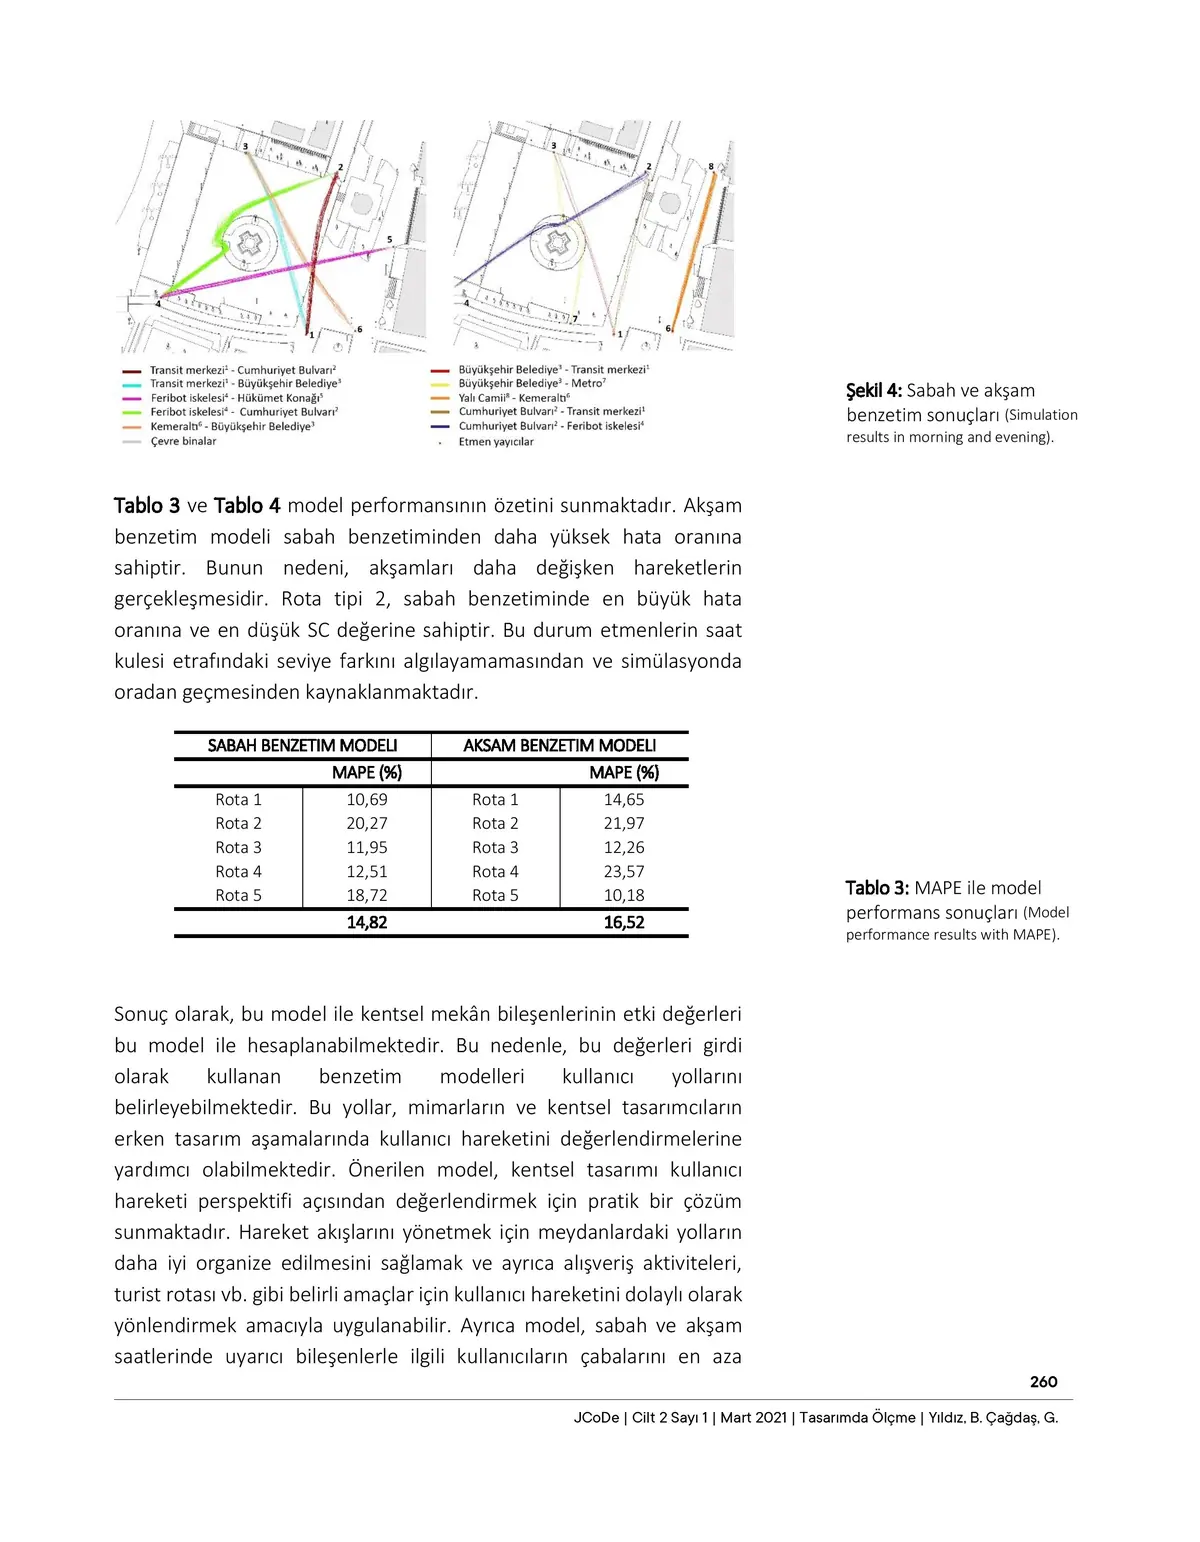 3
2
5
4
1
6
3
2
8
4
7
1
6
Transit merkezi¹ - Cumhuriyet Bulvarı²
Transit merkezi¹ - Büyükşehir Belediye³
Feribot iskelesi⁴ - Hükümet Konağı⁵
Feribot iskelesi⁴ - Cumhuriyet Bulvarı²
Kemeraltı⁶ - Büyükşehir Belediye³
Çevre binalar
Büyükşehir Belediye³ - Transit merkezi¹
Büyükşehir Belediye³ - Metro⁷
Yalı Camii⁸ - Kemeraltı⁶
Cumhuriyet Bulvarı² - Transit merkezi¹
Cumhuriyet Bulvarı² - Feribot iskelesi⁴
Etmen yayıcılar
Şekil 4: Sabah ve akşam
benzetim sonuçları (Simulation
results in morning and evening).
Tablo 3 ve Tablo 4 model performansının özetini sunmaktadır. Akşam
benzetim modeli sabah benzetiminden daha yüksek hata oranına
sahiptir. Bunun nedeni, akşamları daha değişken hareketlerin
gerçekleşmesidir. Rota tipi 2, sabah benzetiminde en büyük hata
oranına ve en düşük SC değerine sahiptir. Bu durum etmenlerin saat
kulesi etrafındaki seviye farkını algılayamamasından ve simülasyonda
oradan geçmesinden kaynaklanmaktadır.
SABAH BENZETIM MODELI AKSAM BENZETIM MODELI
MAPE (%) MAPE (%)
Rota 1 10,69 Rota 1 14,65
Rota 2 20,27 Rota 2 21,97
Rota 3 11,95 Rota 3 12,26
Rota 4 12,51 Rota 4 23,57
Rota 5 18,72 Rota 5 10,18
14,82 16,52
Tablo 3: MAPE ile model
performans sonuçları (Model
performance results with MAPE).
Sonuç olarak, bu model ile kentsel mekân bileşenlerinin etki değerleri
bu model ile hesaplanabilmektedir. Bu nedenle, bu değerleri girdi
olarak kullanan benzetim modelleri kullanıcı yollarını
belirleyebilmektedir. Bu yollar, mimarların ve kentsel tasarımcıların
erken tasarım aşamalarında kullanıcı hareketini değerlendirmelerine
yardımcı olabilmektedir. Önerilen model, kentsel tasarımı kullanıcı
hareketi perspektifi açısından değerlendirmek için pratik bir çözüm
sunmaktadır. Hareket akışlarını yönetmek için meydanlardaki yolların
daha iyi organize edilmesini sağlamak ve ayrıca alışveriş aktiviteleri,
turist rotası vb. gibi belirli amaçlar için kullanıcı hareketini dolaylı olarak
yönlendirmek amacıyla uygulanabilir. Ayrıca model, sabah ve akşam
saatlerinde uyarıcı bileşenlerle ilgili kullanıcıların çabalarını en aza
260
JCoDe | Cilt 2 Sayı 1 | Mart 2021 | Tasarımda Ölçme | Yıldız, B. Çağdaş, G.